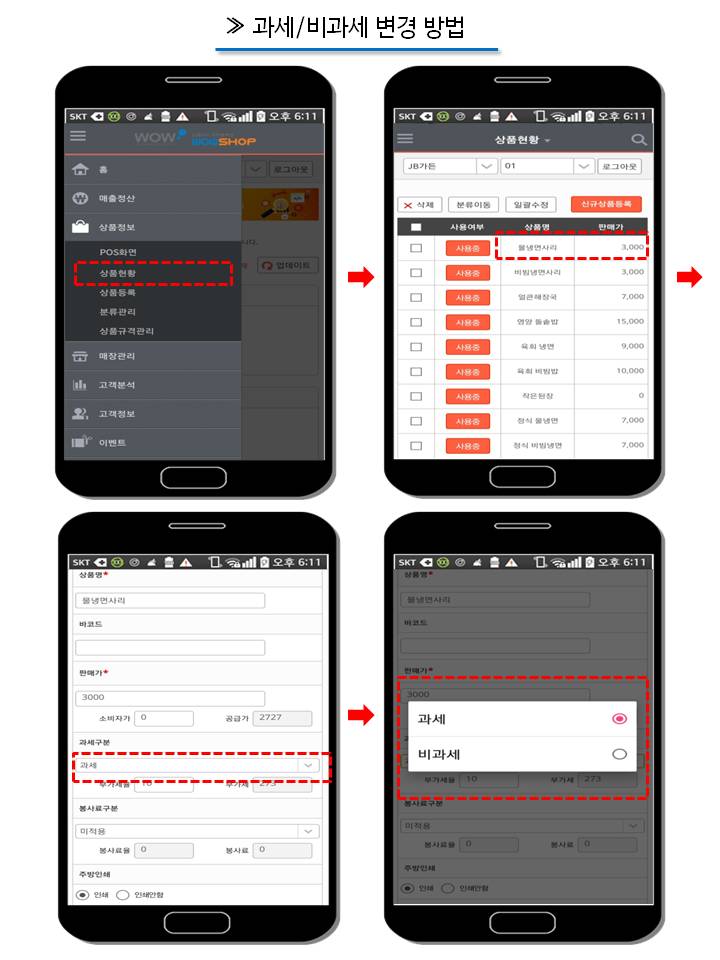 ≫ 과세/비과세 변경 방법
SKT 오후 6:11
WOW
WOSSHOP
홈
로그아웃
매출정산
상품정보
니다.
POS화면
업데이트
상품현황
상품등록
분류관리
상품규격관리
매장관리
고객분석
고객정보
이벤트
SKT 오후 6:11
상품현황
JB가든 01 로그아웃
삭제 분류이동 일괄수정 신규상품등록
사용여부 상품명 판매가
사용중 물냉면사리 3,000
사용중 비빔냉면사리 3,000
사용중 얼큰해장국 7,000
사용중 영양 돌솥밥 15,000
사용중 육회 냉면 9,000
사용중 육회 비빔밥 10,000
사용중 작은된장 0
사용중 정식 물냉면 7,000
사용중 정식 비빔냉면 7,000
SKT 오후 6:11
상품명*
물냉면사리
바코드
판매가*
3000
소비자가 0 공급가 2727
과세구분
과세
부가세율 10 부가세 273
봉사료구분
미적용
봉사료율 0 봉사료 0
주방인쇄
인쇄 인쇄안함
SKT 오후 6:11
상품명*
물냉면사리
바코드
판매가*
3000
과세
비과세
부가세율 10 부가세 273
봉사료구분
미적용
봉사료율 0 봉사료 0
주방인쇄
인쇄 인쇄안함